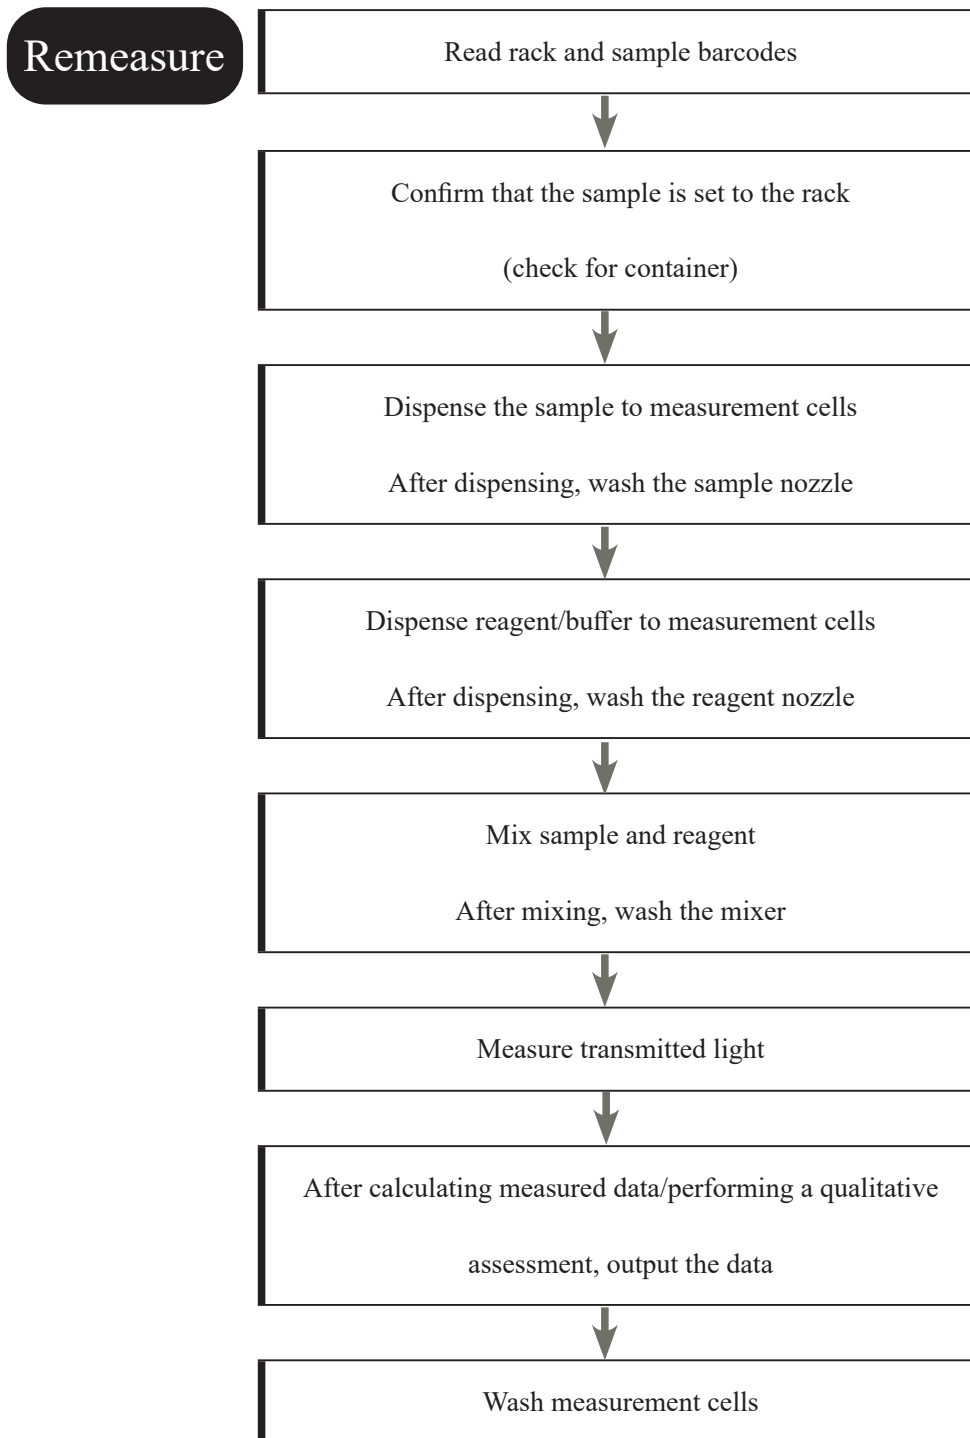 Remeasure
Read rack and sample barcodes
Confirm that the sample is set to the rack
(check for container)
Dispense the sample to measurement cells
After dispensing, wash the sample nozzle
Dispense reagent/buffer to measurement cells
After dispensing, wash the reagent nozzle
Mix sample and reagent
After mixing, wash the mixer
Measure transmitted light
After calculating measured data/performing a qualitative
assessment, output the data
Wash measurement cells